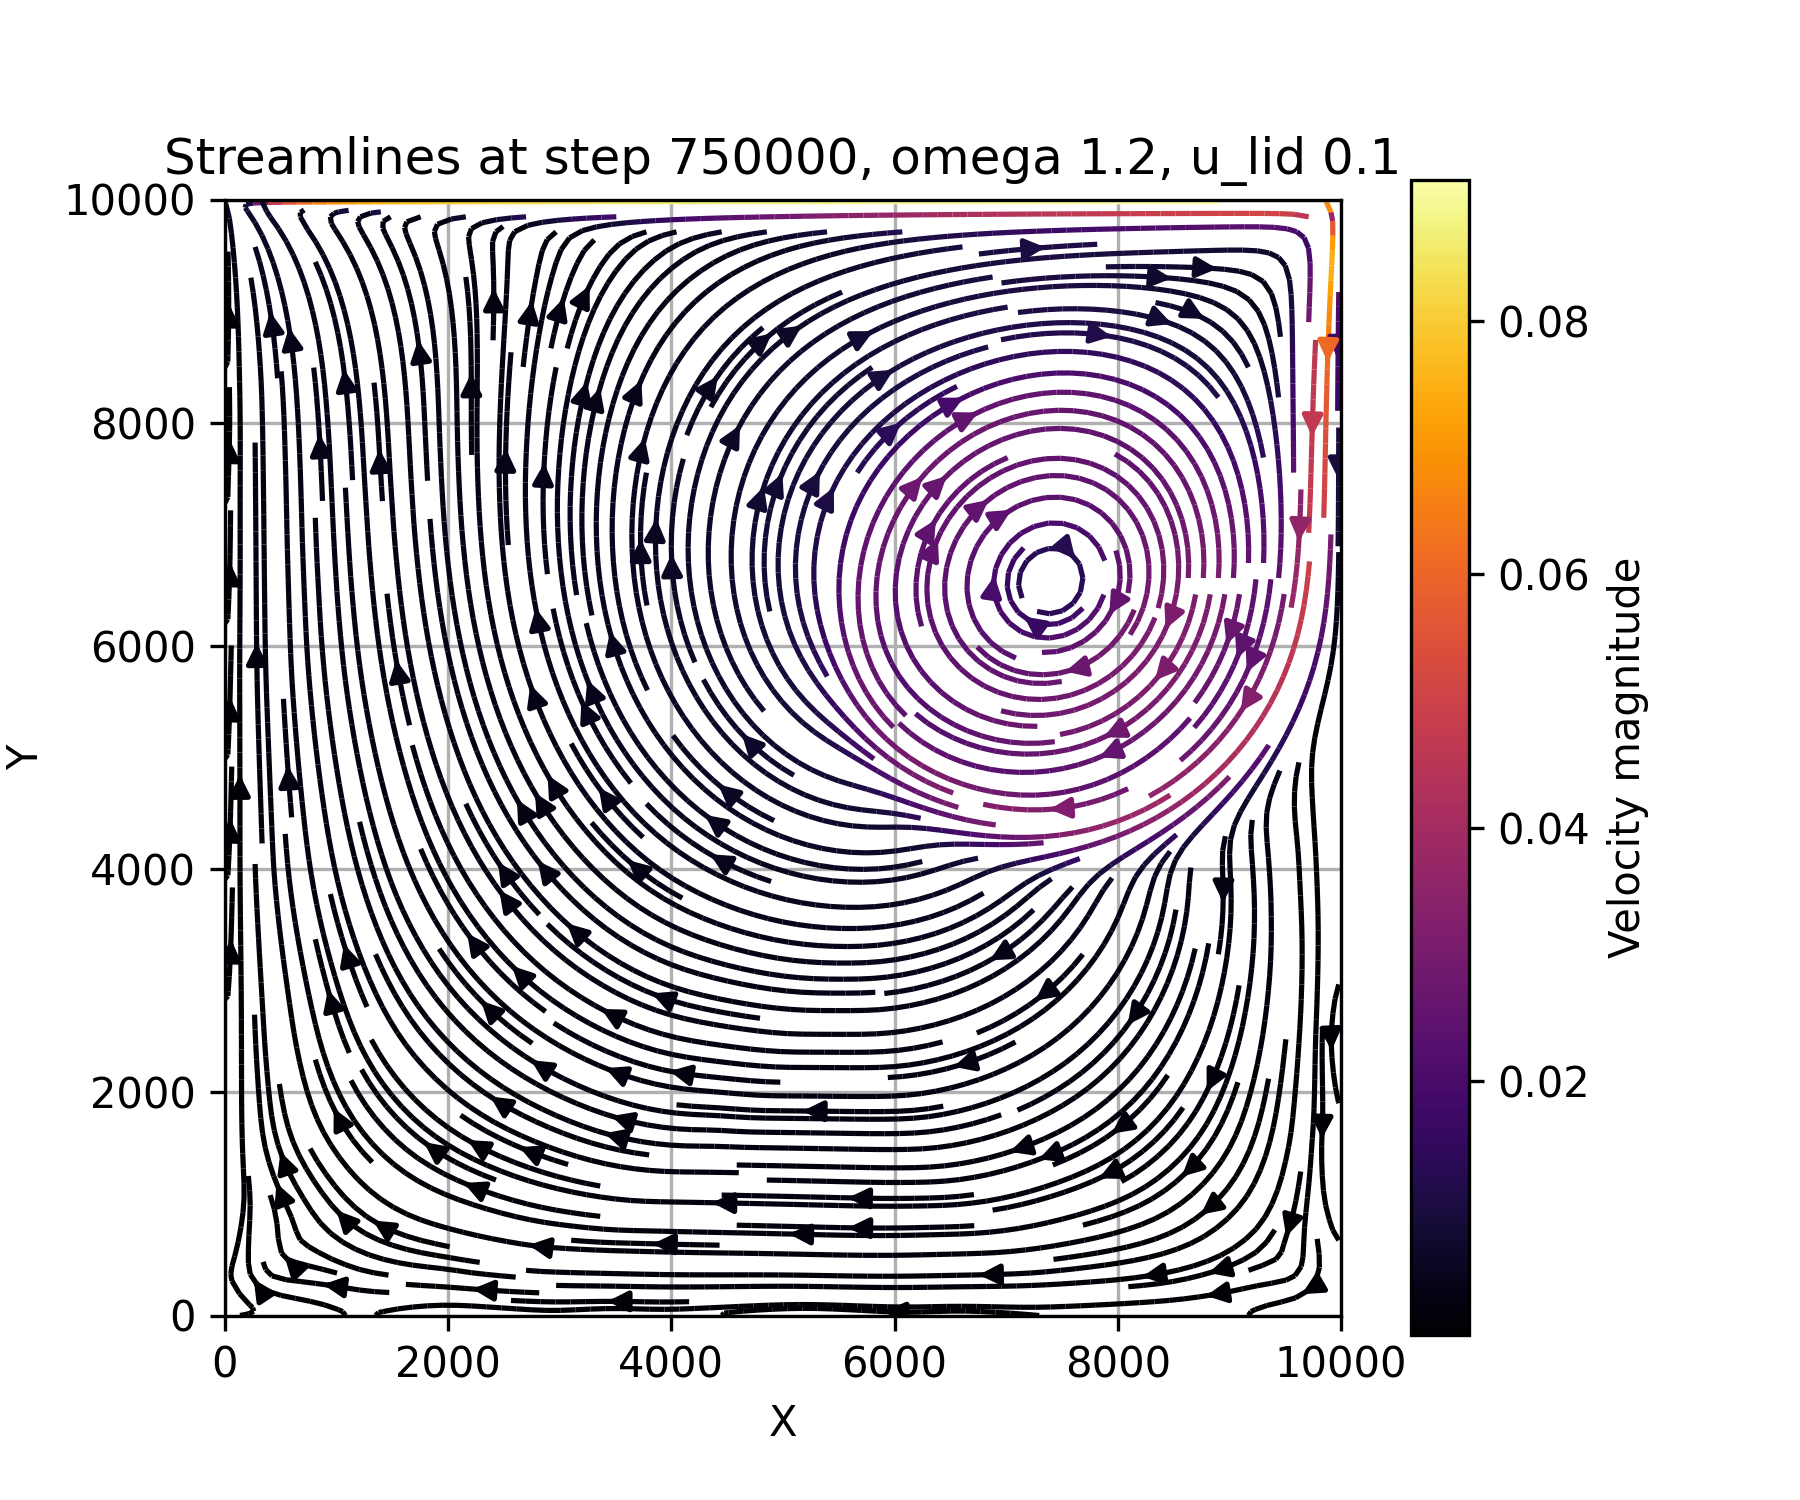 Streamlines at step 750000, omega 1.2, u_lid 0.1
10000
8000
6000
4000
2000
0
Y
0 2000 4000 6000 8000 10000
X
0.08
0.06
0.04
0.02
Velocity magnitude